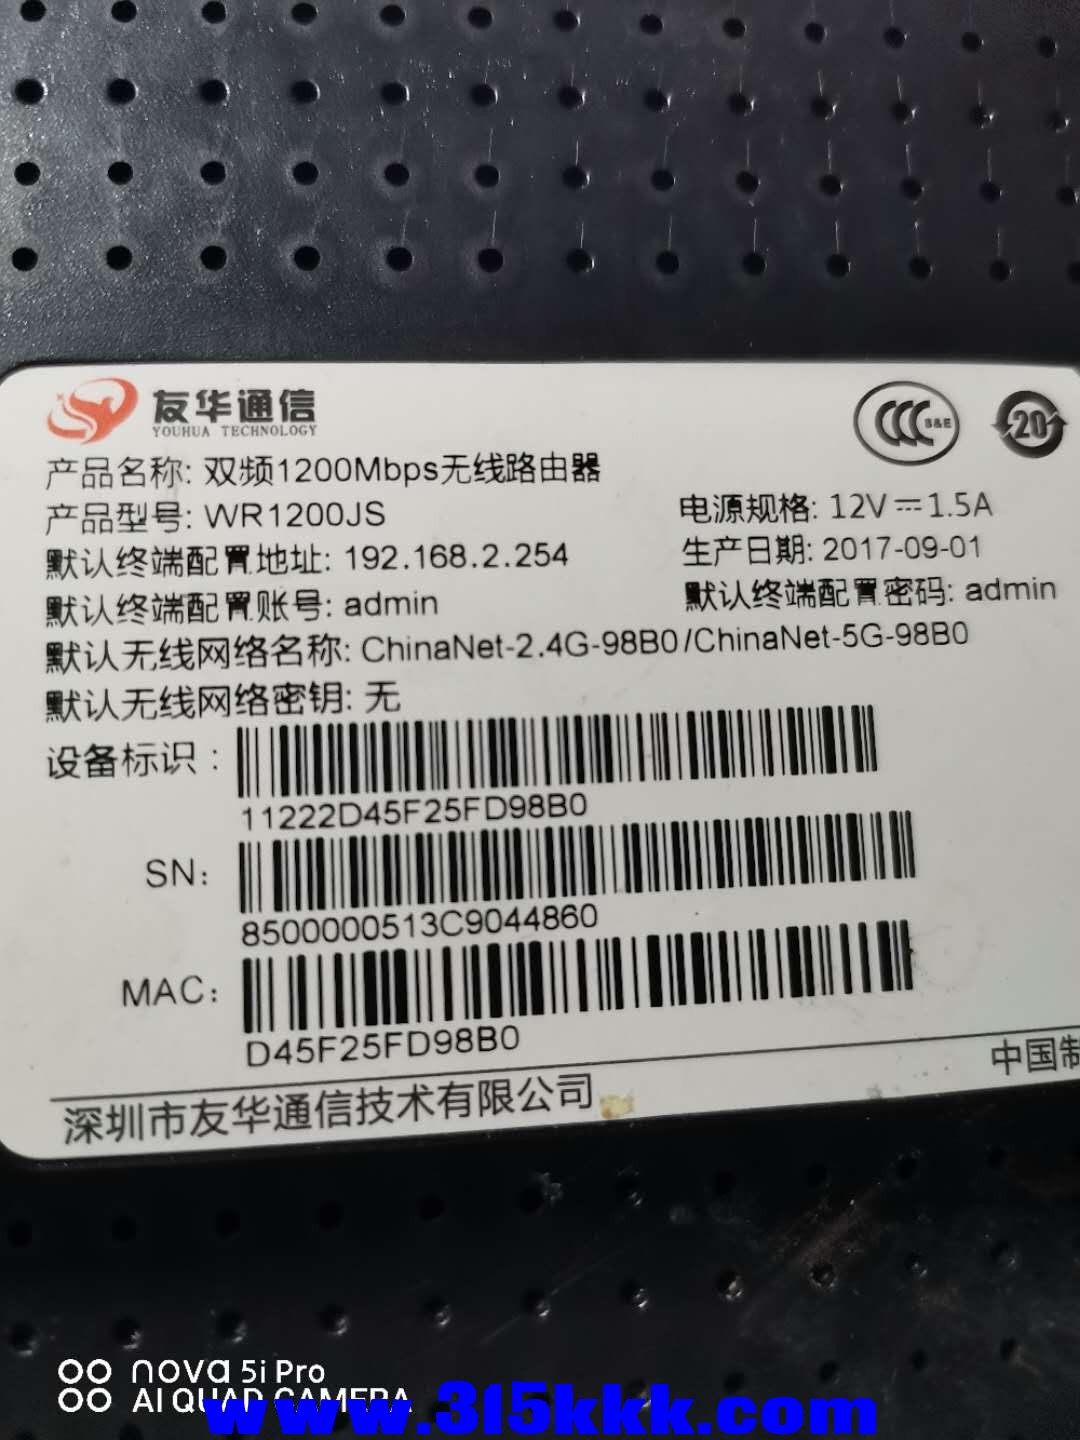 友华通信
YOUHUA TECHNOLOGY
S&E
20
产品名称: 双频1200Mbps无线路由器
产品型号: WR1200JS
电源规格: 12V⎓1.5A
默认终端配置地址: 192.168.2.254
生产日期: 2017-09-01
默认终端配置账号: admin
默认终端配置密码: admin
默认无线网络名称: ChinaNet-2.4G-98B0/ChinaNet-5G-98B0
默认无线网络密钥: 无
设备标识:
11222D45F25FD98B0
SN:
8500000513C9044860
MAC:
D45F25FD98B0
深圳市友华通信技术有限公司
中国制
nova 5i Pro
AI QUAD CAMERA
www.315kkk.com